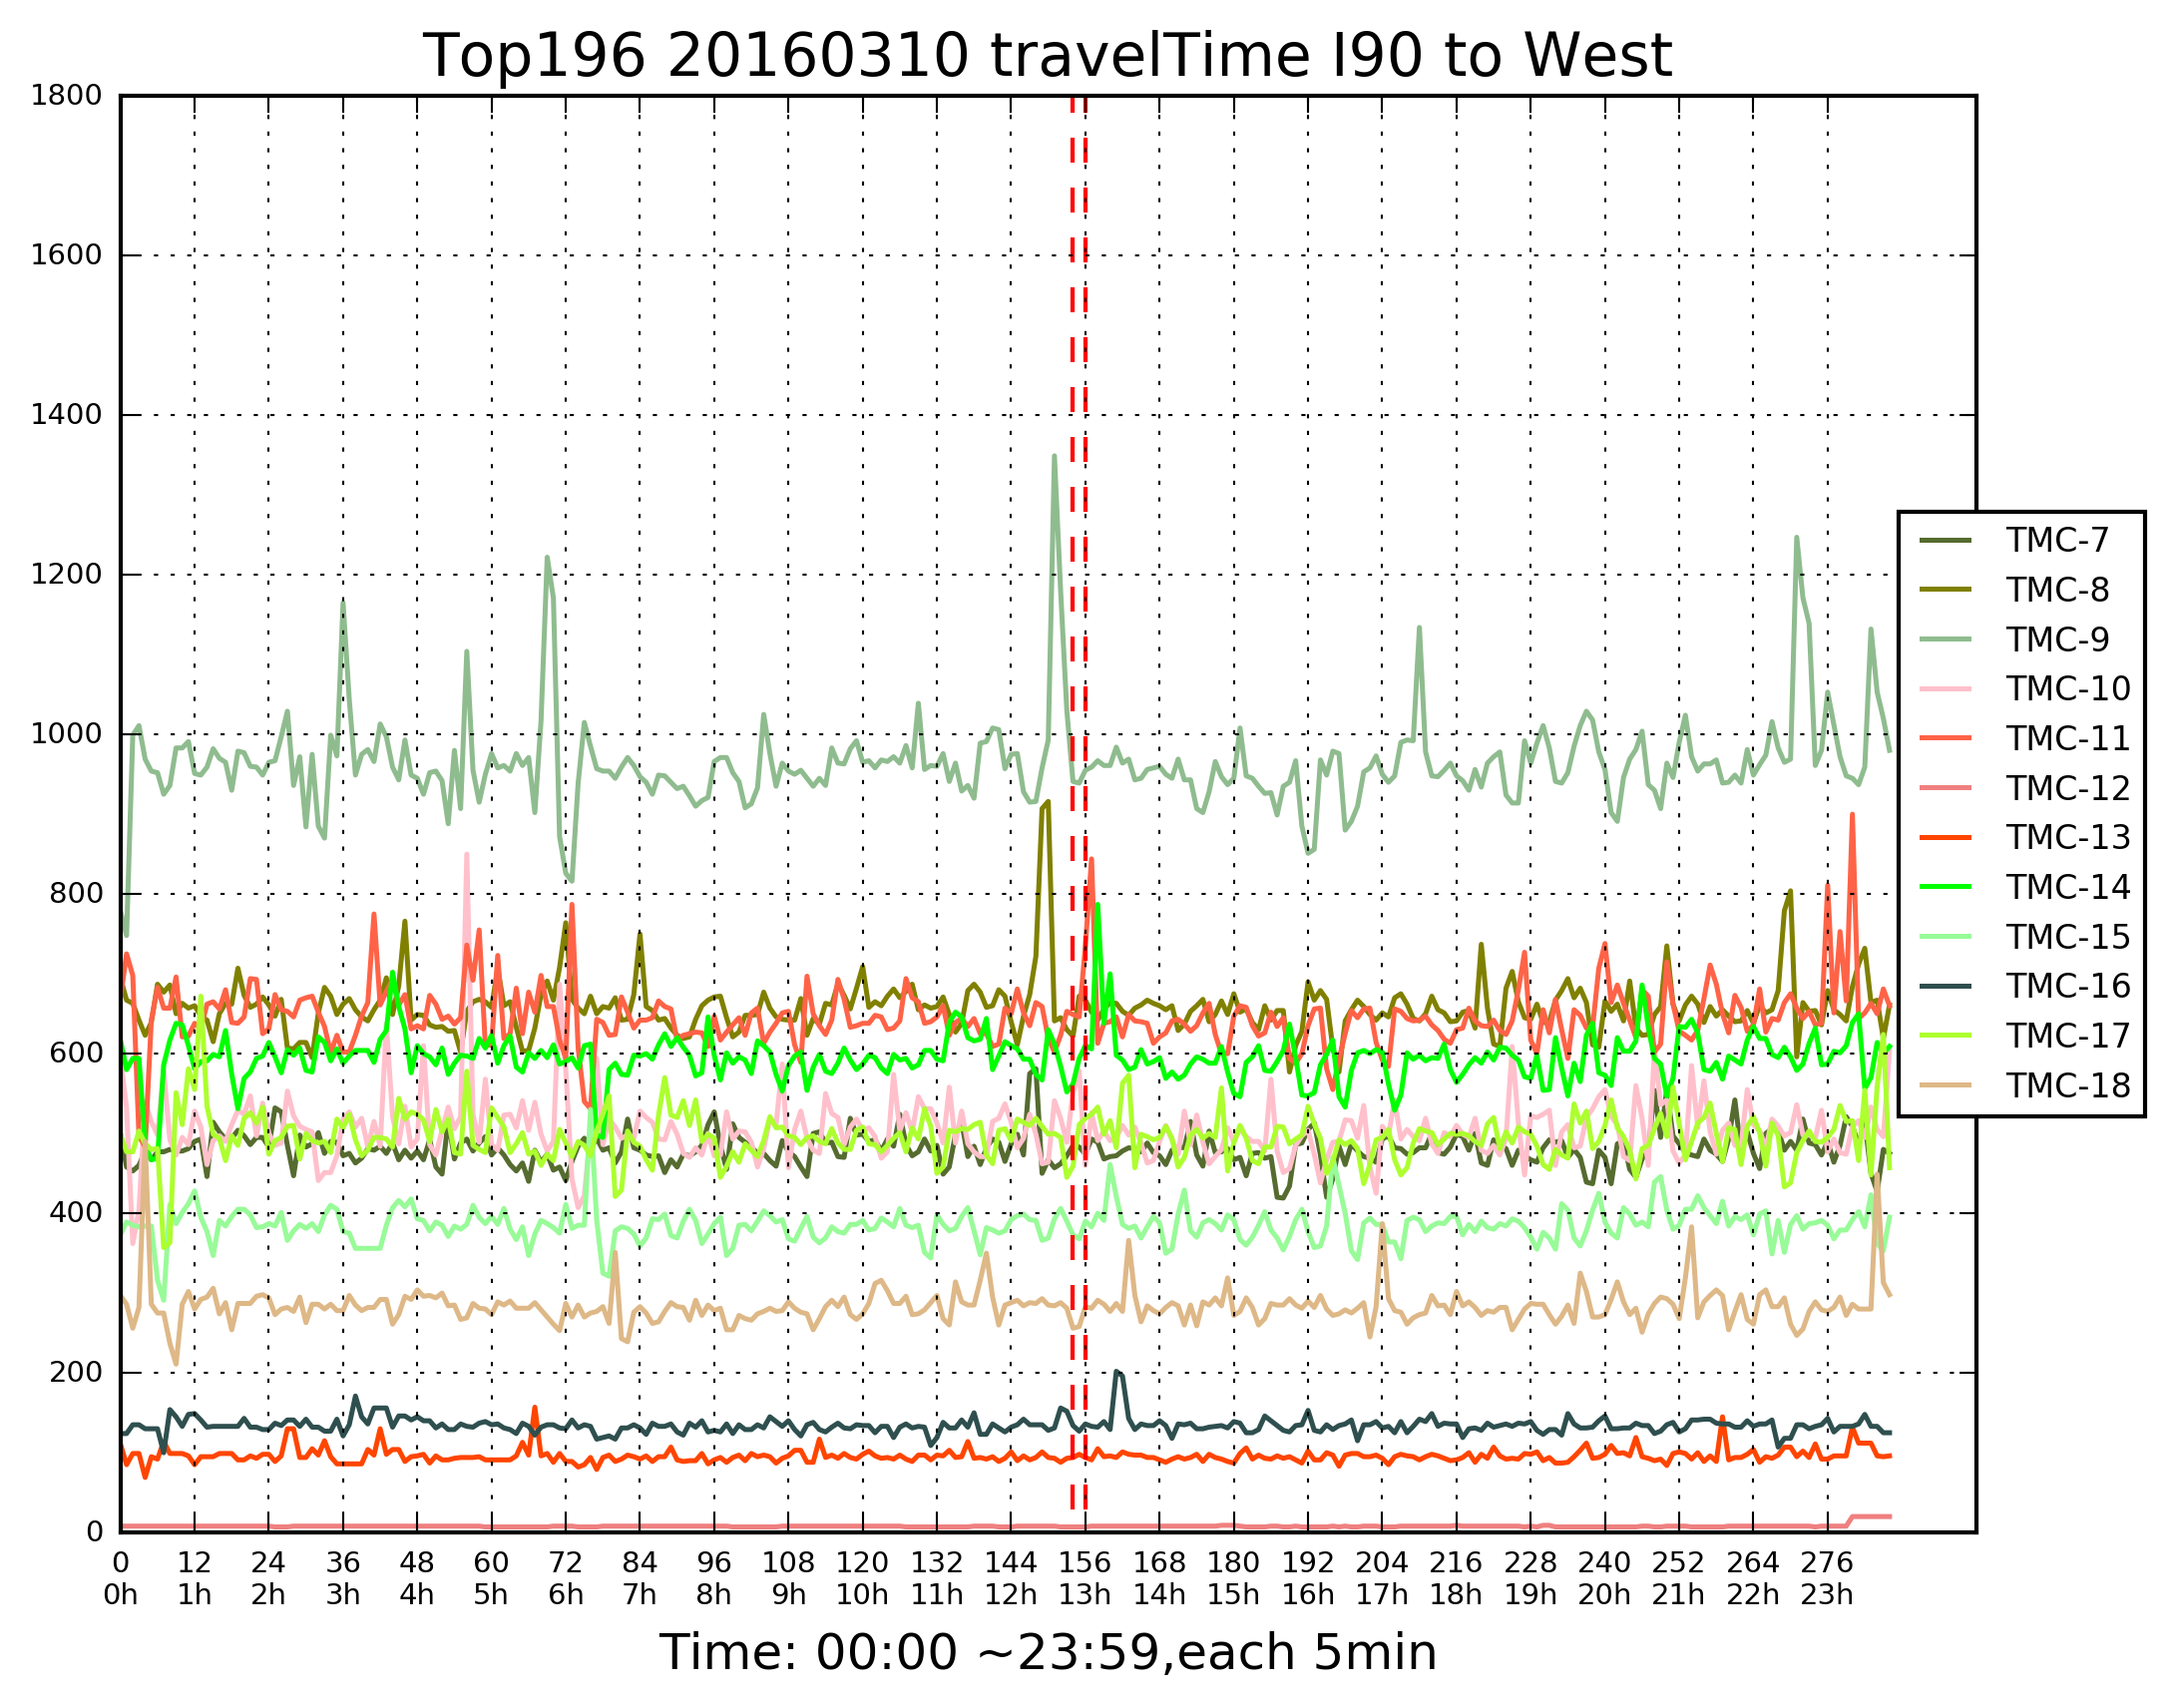 Top196 20160310 travelTime I90 to West
1800
1600
1400
1200
1000
800
600
400
200
0
TMC-7
TMC-8
TMC-9
TMC-10
TMC-11
TMC-12
TMC-13
TMC-14
TMC-15
TMC-16
TMC-17
TMC-18
0 12 24 36 48 60 72 84 96 108 120 132 144 156 168 180 192 204 216 228 240 252 264 276
0h 1h 2h 3h 4h 5h 6h 7h 8h 9h 10h 11h 12h 13h 14h 15h 16h 17h 18h 19h 20h 21h 22h 23h
Time: 00:00 ~23:59,each 5min